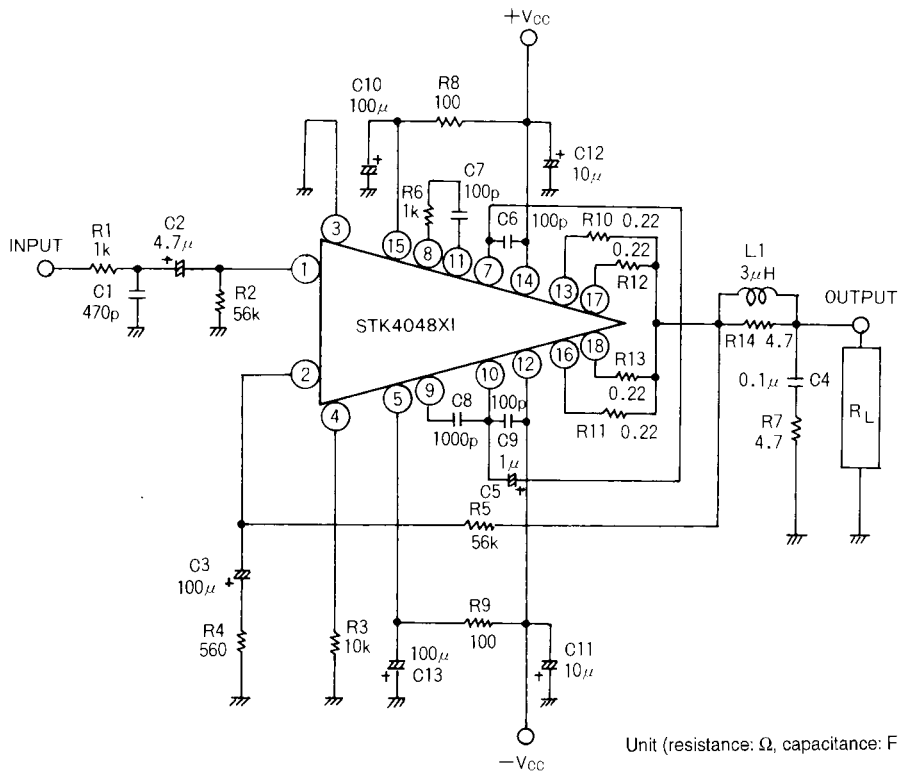 +Vcc
C10
100μ
R8
100
C12
10μ
C7
100p
R6
1k
C6
100p
R10 0.22
0.22
R12
3
15
8
11
7
14
13
17
INPUT
R1
1k
C2
4.7μ
+
C1
470p
R2
56k
1
2
STK4048XI
L1
3μH
OUTPUT
R14 4.7
0.1μ
C4
R7
4.7
RL
4
5
9
10
12
16
18
R13
0.22
R11 0.22
C8
1000p
100p
C9
1μ
C5
+
R5
56k
C3
100μ
+
R4
560
R3
10k
R9
100
100μ
C13
+
C11
10μ
+
−Vcc
Unit (resistance: Ω, capacitance: F